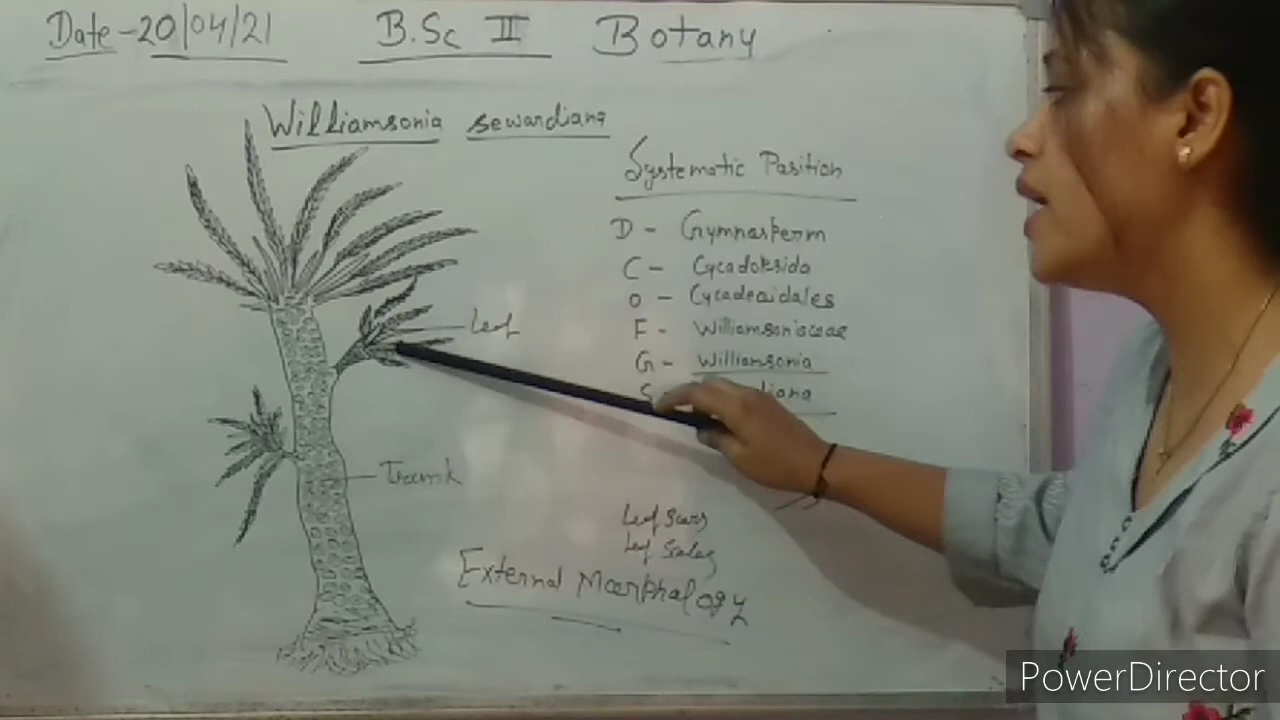 Date-20/04/21 B.Sc II Botany
Williamsonia sewardiana
Systematic Position
D - Gymnosperm
C - Cycadopsida
O - Cycadeoidales
F - Williamsoniaceae
G - Williamsonia
Leaf
Trunk
Leaf Scars
Leaf Scales
External Morphology
PowerDirector